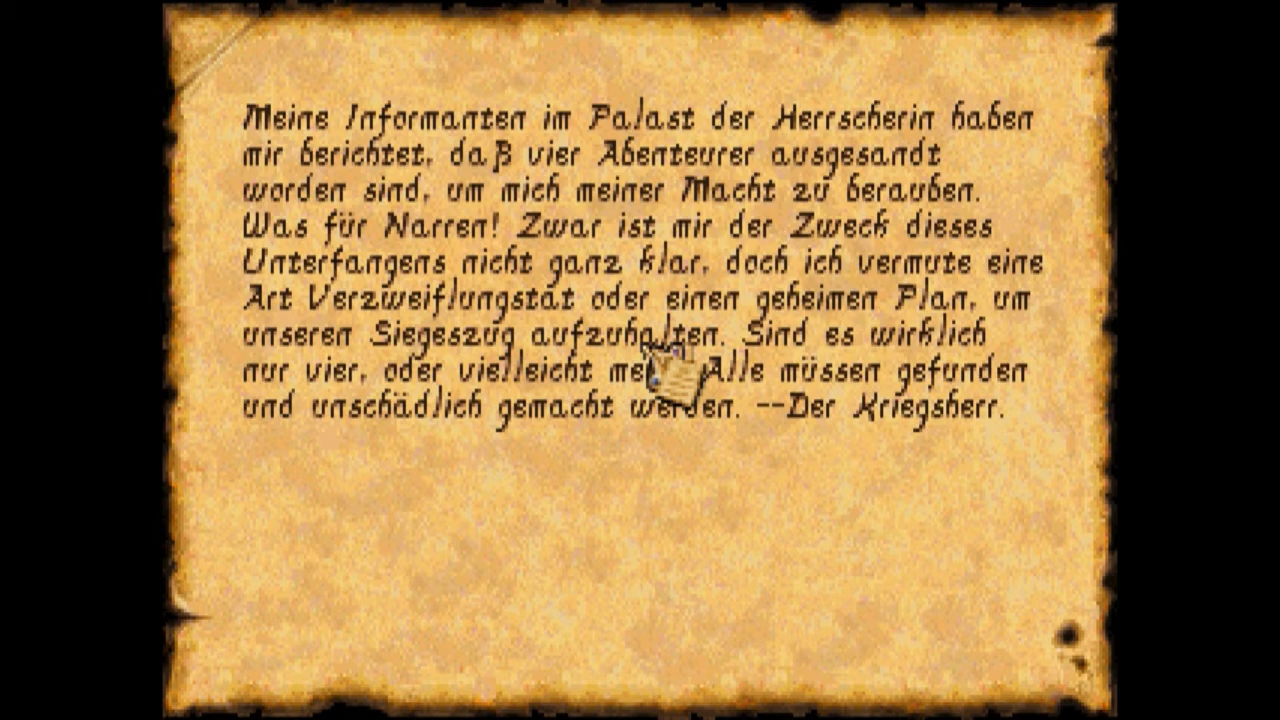 Meine Informanten im Palast der Herrscherin haben
mir berichtet, daß vier Abenteurer ausgesandt
worden sind, um mich meiner Macht zu berauben.
Was für Narren! Zwar ist mir der Zweck dieses
Unterfangens nicht ganz klar, doch ich vermute eine
Art Verzweiflungstat oder einen geheimen Plan, um
unseren Siegeszug aufzuhalten. Sind es wirklich
nur vier, oder vielleicht Alle müssen gefunden
und unschädlich gemacht werden. --Der Kriegsherr.